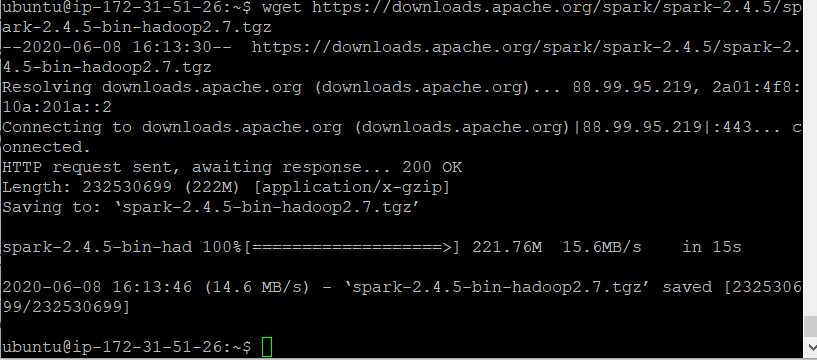 ubuntu@ip-172-31-51-26:~$ wget https://downloads.apache.org/spark/spark-2.4.5/sp
ark-2.4.5-bin-hadoop2.7.tgz
--2020-06-08 16:13:30--  https://downloads.apache.org/spark/spark-2.4.5/spark-2.
4.5-bin-hadoop2.7.tgz
Resolving downloads.apache.org (downloads.apache.org)... 88.99.95.219, 2a01:4f8:
10a:201a::2
Connecting to downloads.apache.org (downloads.apache.org)|88.99.95.219|:443... c
onnected.
HTTP request sent, awaiting response... 200 OK
Length: 232530699 (222M) [application/x-gzip]
Saving to: ‘spark-2.4.5-bin-hadoop2.7.tgz’
spark-2.4.5-bin-had 100%[===================>] 221.76M  15.6MB/s    in 15s
2020-06-08 16:13:46 (14.6 MB/s) - ‘spark-2.4.5-bin-hadoop2.7.tgz’ saved [2325306
99/232530699]
ubuntu@ip-172-31-51-26:~$